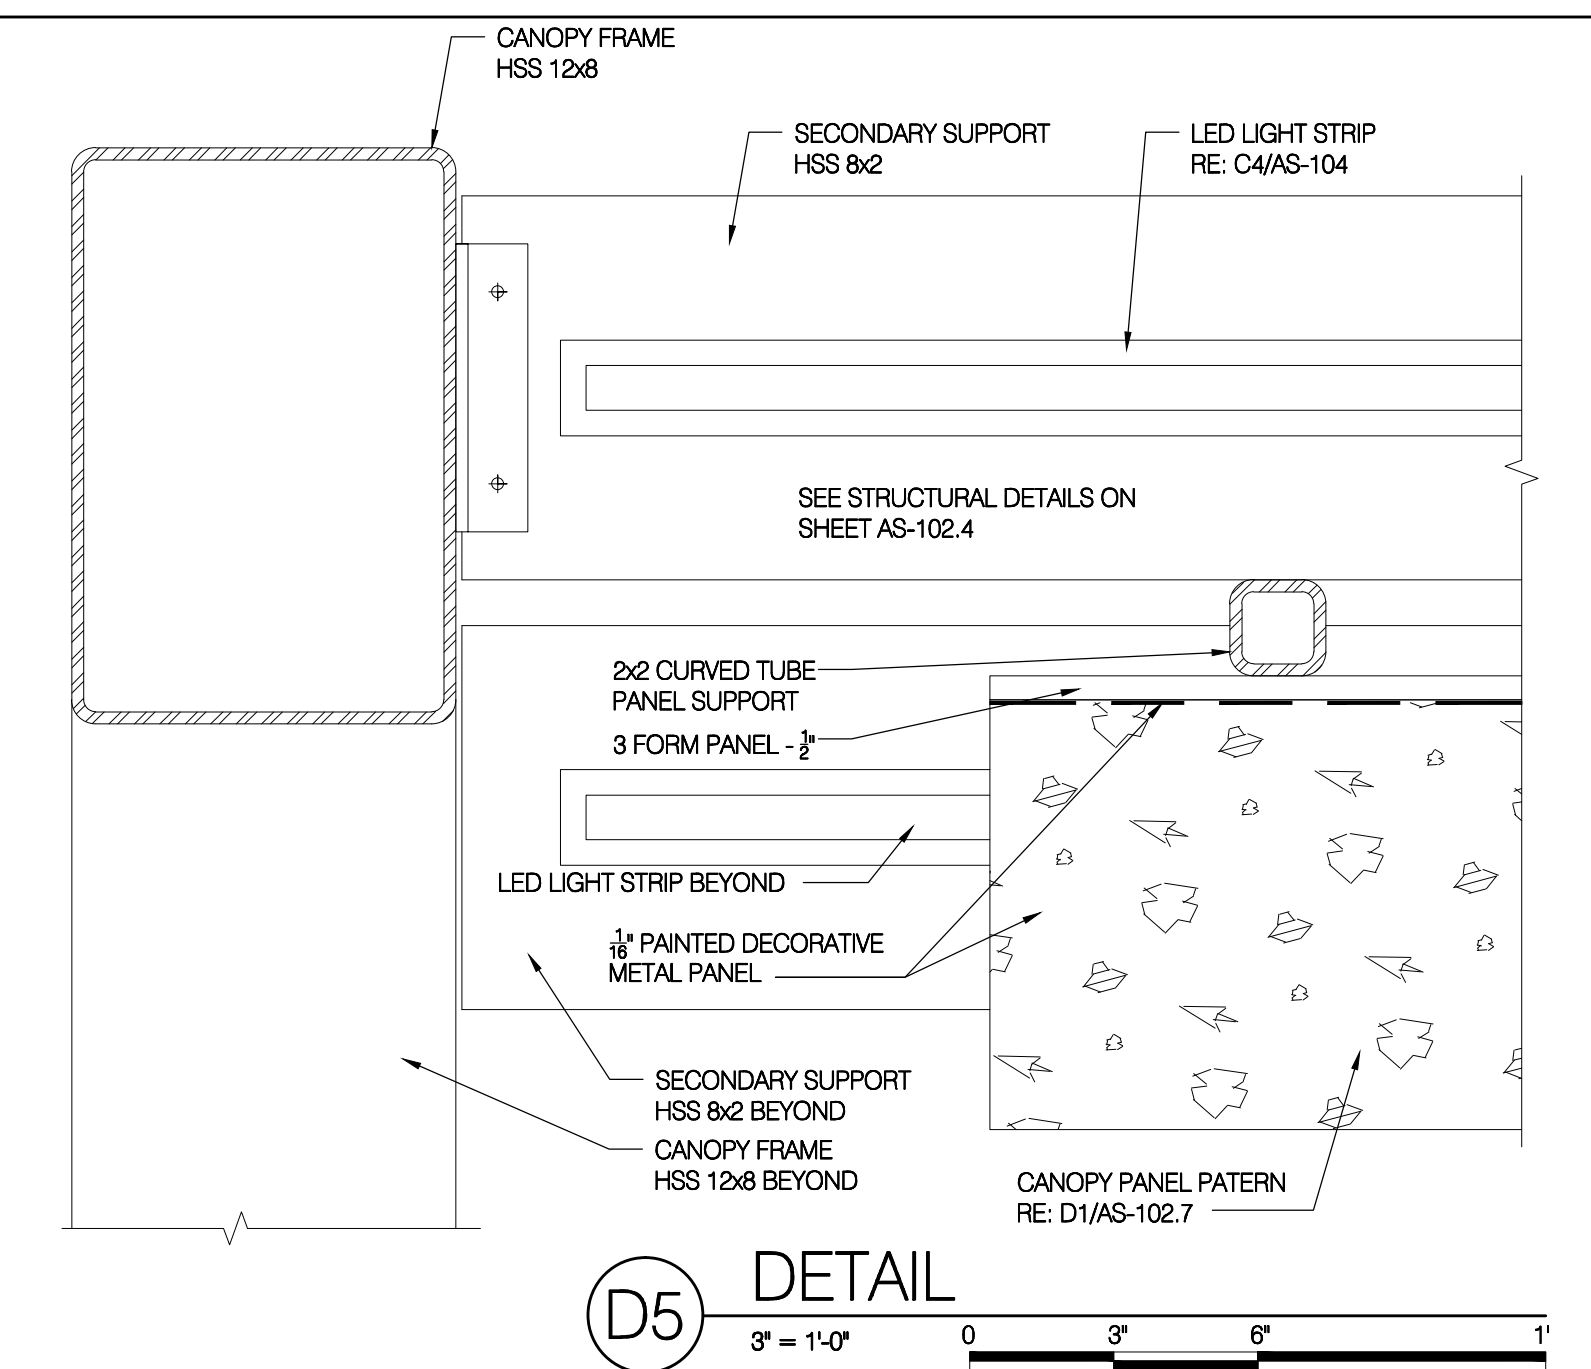 CANOPY FRAME
HSS 12x8
SECONDARY SUPPORT
HSS 8x2
LED LIGHT STRIP
RE: C4/AS-104
SEE STRUCTURAL DETAILS ON
SHEET AS-102.4
2x2 CURVED TUBE
PANEL SUPPORT
3 FORM PANEL - 1/2"
LED LIGHT STRIP BEYOND
1/16" PAINTED DECORATIVE
METAL PANEL
SECONDARY SUPPORT
HSS 8x2 BEYOND
CANOPY FRAME
HSS 12x8 BEYOND
CANOPY PANEL PATERN
RE: D1/AS-102.7
D5
DETAIL
3" = 1'-0"
0 3" 6" 1'